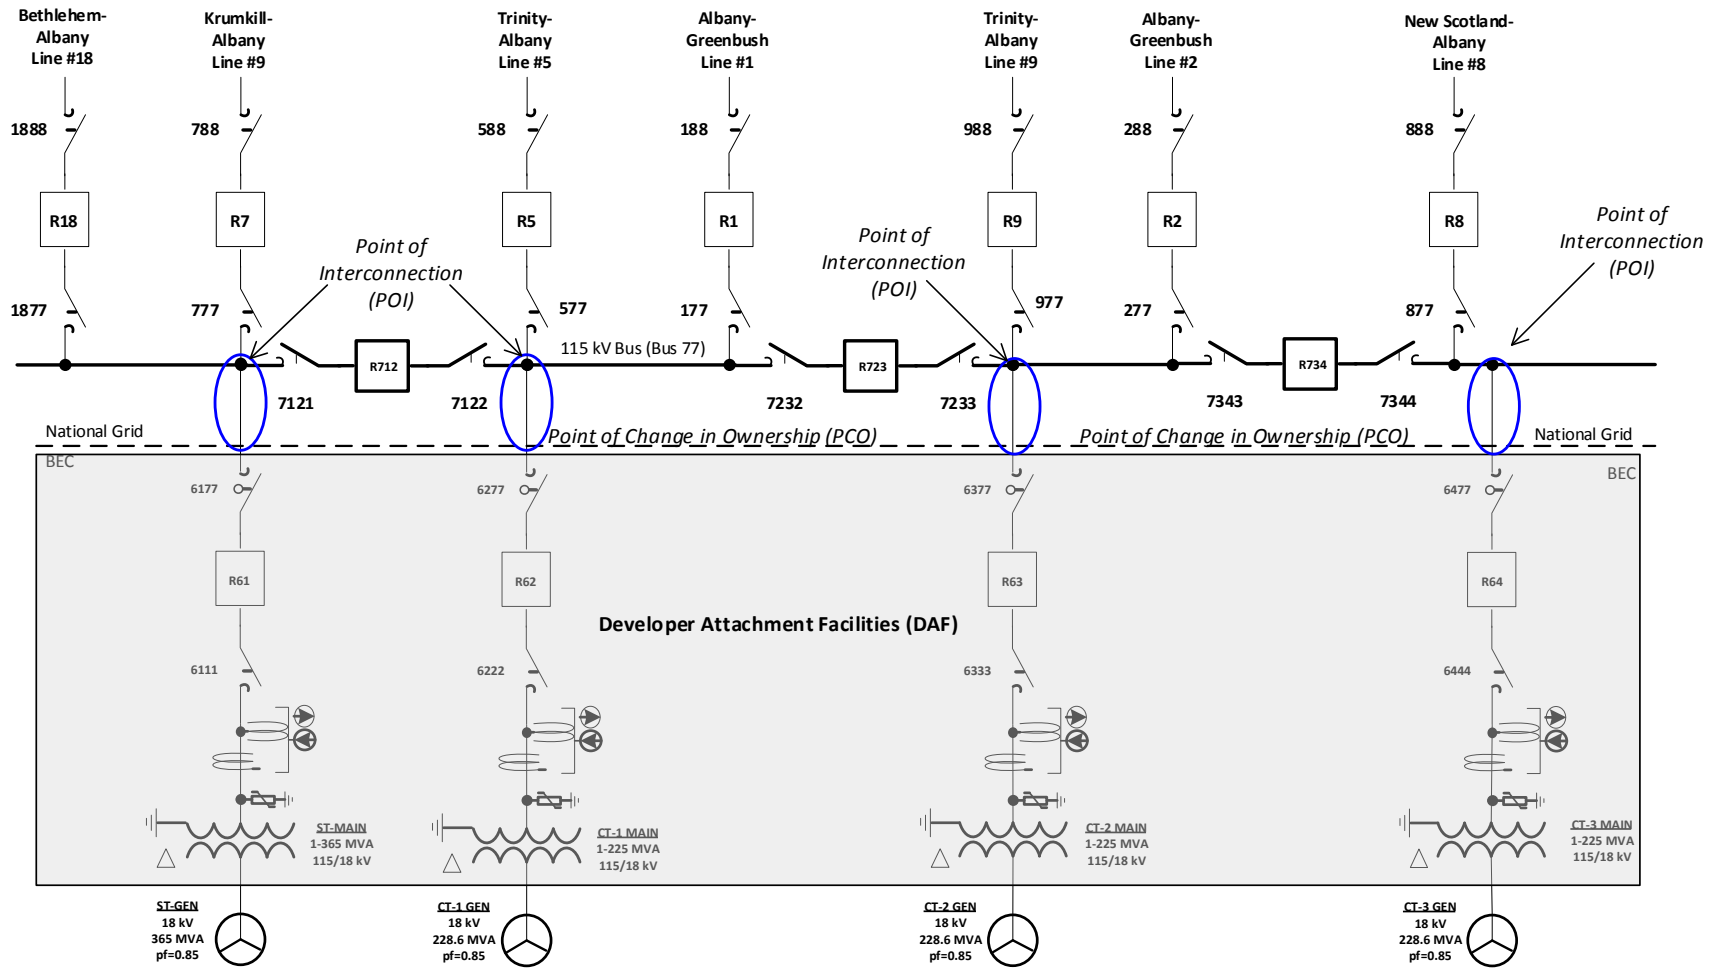 Bethlehem-
Albany
Line #18
Krumkill-
Albany
Line #9
Trinity-
Albany
Line #5
Albany-
Greenbush
Line #1
Trinity-
Albany
Line #9
Albany-
Greenbush
Line #2
New Scotland-
Albany
Line #8
1888
788
588
188
988
288
888
R18
R7
R5
R1
R9
R2
R8
Point of
Interconnection
(POI)
Point of
Interconnection
(POI)
Point of
Interconnection
(POI)
1877
777
577
177
977
277
877
115 kV Bus (Bus 77)
R712
R723
R734
7121
7122
7232
7233
7343
7344
National Grid
Point of Change in Ownership (PCO)
Point of Change in Ownership (PCO)
National Grid
BEC
BEC
6177
6277
6377
6477
R61
R62
R63
R64
Developer Attachment Facilities (DAF)
6111
6222
6333
6444
ST-MAIN
1-365 MVA
115/18 kV
CT-1 MAIN
1-225 MVA
115/18 kV
CT-2 MAIN
1-225 MVA
115/18 kV
CT-3 MAIN
1-225 MVA
115/18 kV
ST-GEN
18 kV
365 MVA
pf=0.85
CT-1 GEN
18 kV
228.6 MVA
pf=0.85
CT-2 GEN
18 kV
228.6 MVA
pf=0.85
CT-3 GEN
18 kV
228.6 MVA
pf=0.85